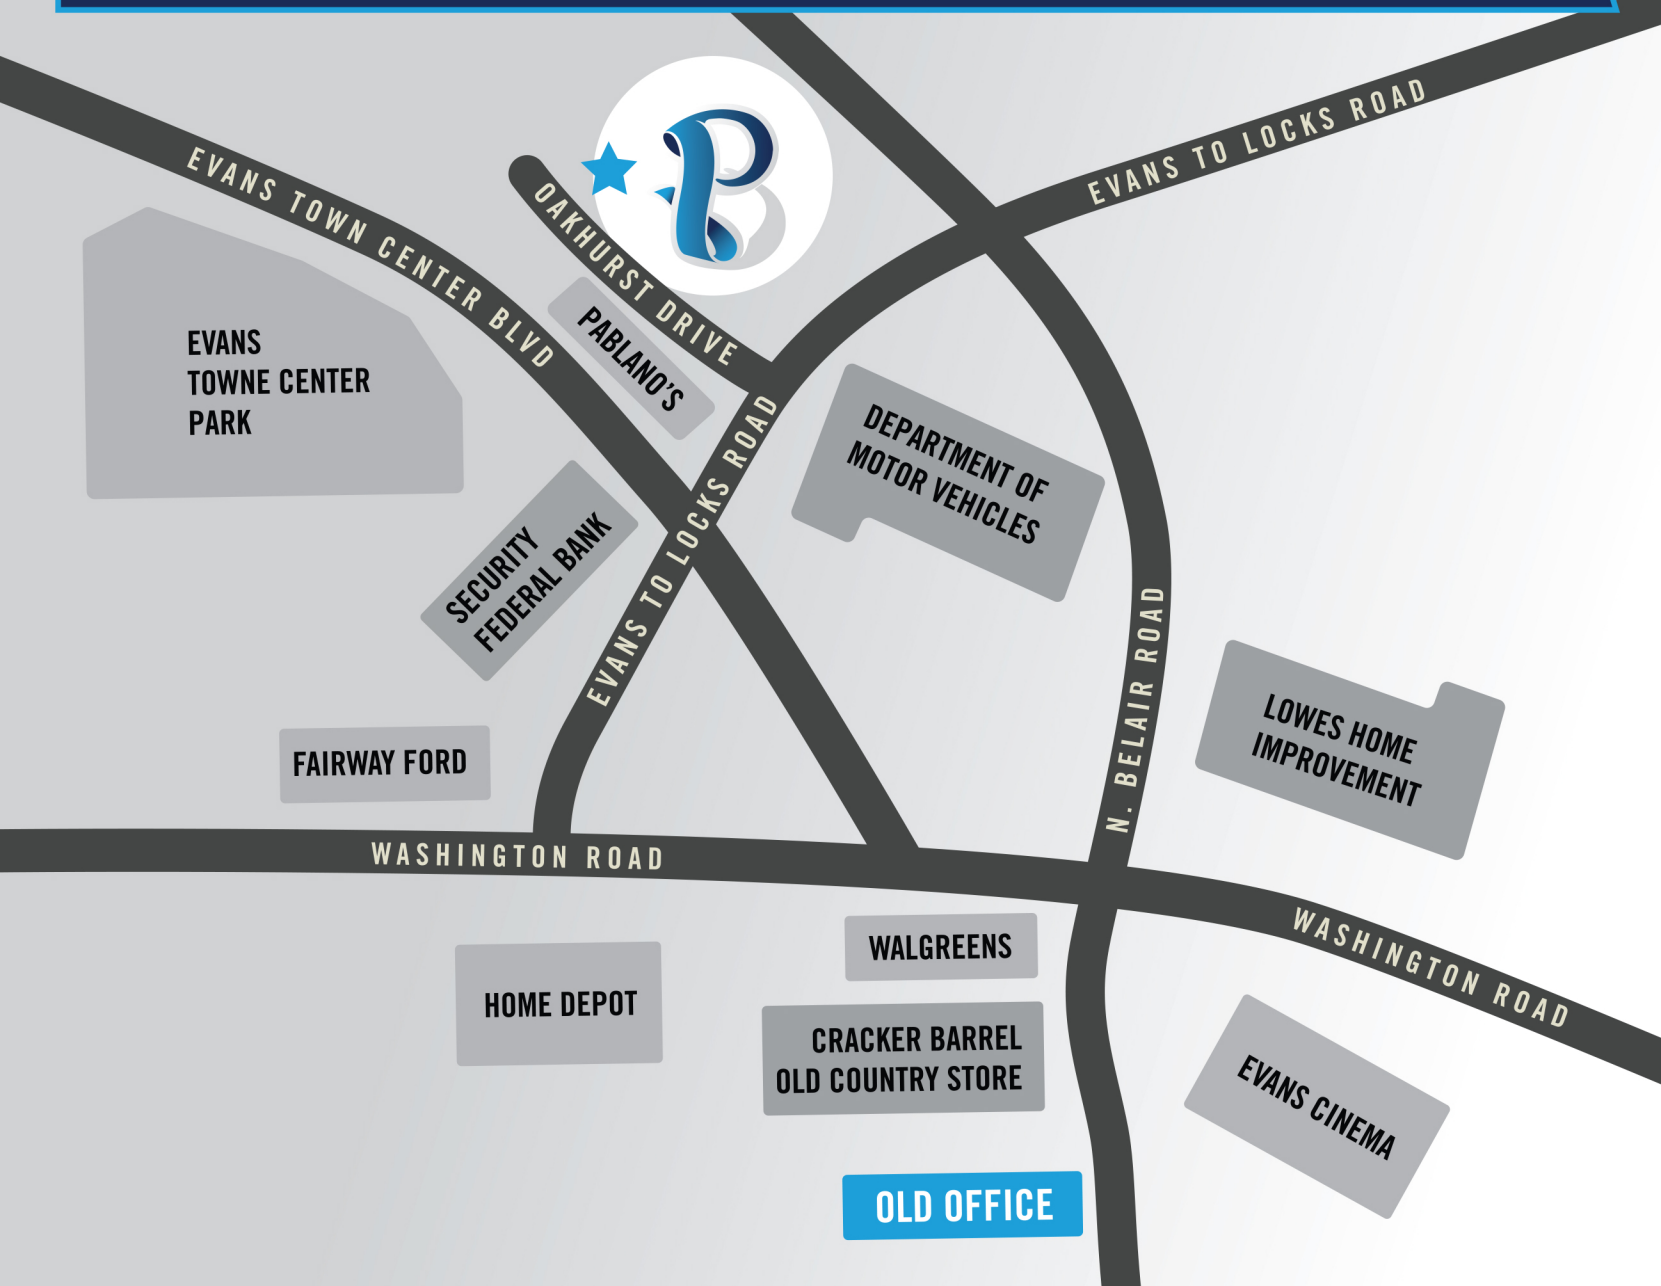 EVANS TO LOCKS ROAD
EVANS TOWN CENTER BLVD
OAKHURST DRIVE
PABLANO'S
EVANS
TOWNE CENTER
PARK
EVANS TO LOCKS ROAD
DEPARTMENT OF
MOTOR VEHICLES
SECURITY
FEDERAL BANK
N. BELAIR ROAD
LOWES HOME
IMPROVEMENT
FAIRWAY FORD
WASHINGTON ROAD
WASHINGTON ROAD
WALGREENS
HOME DEPOT
CRACKER BARREL
OLD COUNTRY STORE
EVANS CINEMA
OLD OFFICE